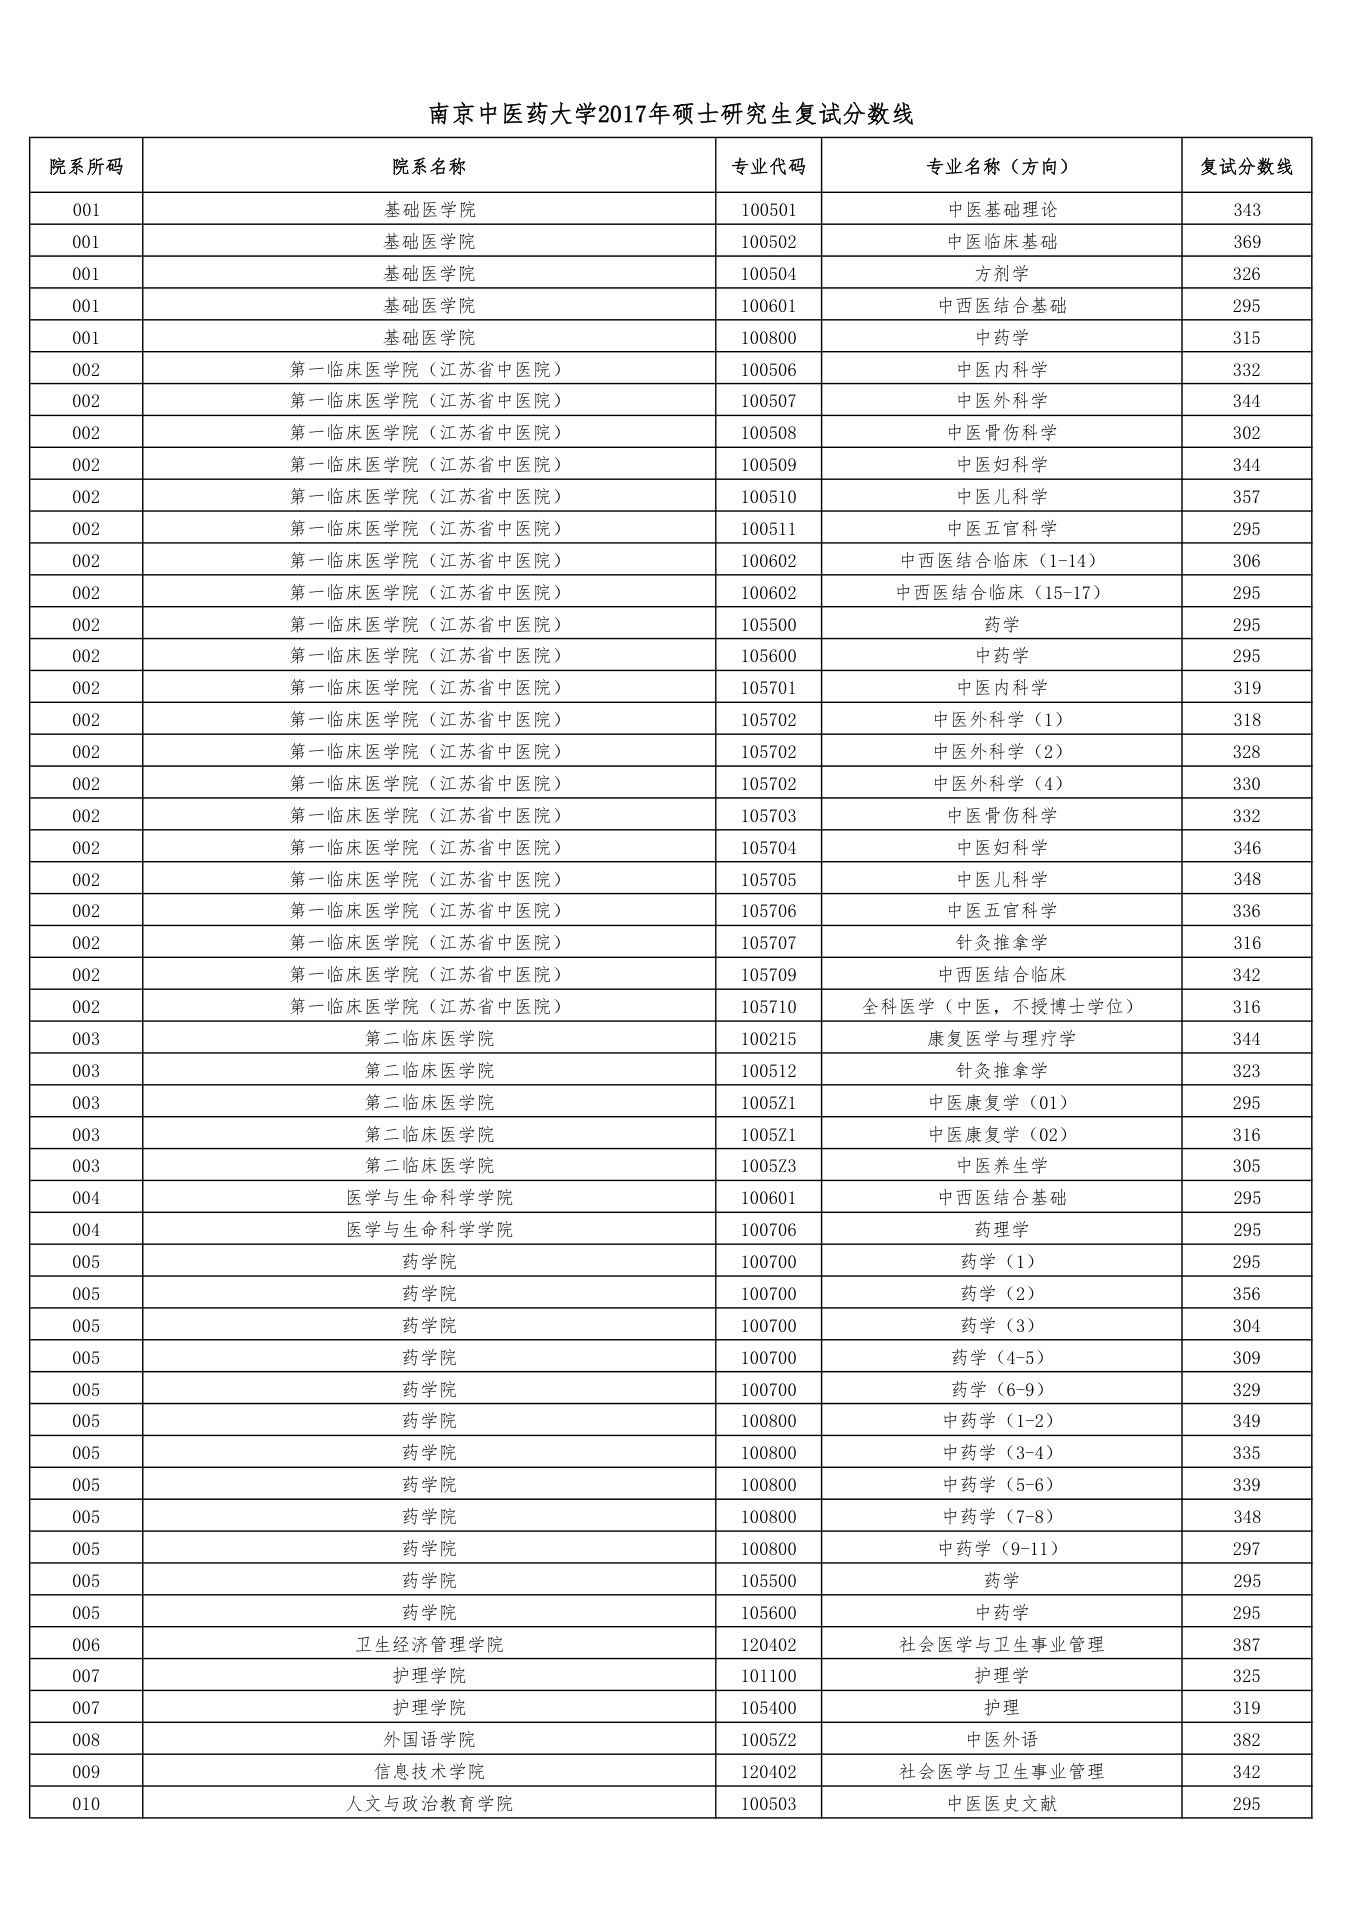 南京中医药大学2017年硕士研究生复试分数线
院系所码 院系名称 专业代码 专业名称（方向） 复试分数线
001 基础医学院 100501 中医基础理论 343
001 基础医学院 100502 中医临床基础 369
001 基础医学院 100504 方剂学 326
001 基础医学院 100601 中西医结合基础 295
001 基础医学院 100800 中药学 315
002 第一临床医学院（江苏省中医院） 100506 中医内科学 332
002 第一临床医学院（江苏省中医院） 100507 中医外科学 344
002 第一临床医学院（江苏省中医院） 100508 中医骨伤科学 302
002 第一临床医学院（江苏省中医院） 100509 中医妇科学 344
002 第一临床医学院（江苏省中医院） 100510 中医儿科学 357
002 第一临床医学院（江苏省中医院） 100511 中医五官科学 295
002 第一临床医学院（江苏省中医院） 100602 中西医结合临床（1-14） 306
002 第一临床医学院（江苏省中医院） 100602 中西医结合临床（15-17） 295
002 第一临床医学院（江苏省中医院） 105500 药学 295
002 第一临床医学院（江苏省中医院） 105600 中药学 295
002 第一临床医学院（江苏省中医院） 105701 中医内科学 319
002 第一临床医学院（江苏省中医院） 105702 中医外科学（1） 318
002 第一临床医学院（江苏省中医院） 105702 中医外科学（2） 328
002 第一临床医学院（江苏省中医院） 105702 中医外科学（4） 330
002 第一临床医学院（江苏省中医院） 105703 中医骨伤科学 332
002 第一临床医学院（江苏省中医院） 105704 中医妇科学 346
002 第一临床医学院（江苏省中医院） 105705 中医儿科学 348
002 第一临床医学院（江苏省中医院） 105706 中医五官科学 336
002 第一临床医学院（江苏省中医院） 105707 针灸推拿学 316
002 第一临床医学院（江苏省中医院） 105709 中西医结合临床 342
002 第一临床医学院（江苏省中医院） 105710 全科医学（中医，不授博士学位） 316
003 第二临床医学院 100215 康复医学与理疗学 344
003 第二临床医学院 100512 针灸推拿学 323
003 第二临床医学院 1005Z1 中医康复学（01） 295
003 第二临床医学院 1005Z1 中医康复学（02） 316
003 第二临床医学院 1005Z3 中医养生学 305
004 医学与生命科学学院 100601 中西医结合基础 295
004 医学与生命科学学院 100706 药理学 295
005 药学院 100700 药学（1） 295
005 药学院 100700 药学（2） 356
005 药学院 100700 药学（3） 304
005 药学院 100700 药学（4-5） 309
005 药学院 100700 药学（6-9） 329
005 药学院 100800 中药学（1-2） 349
005 药学院 100800 中药学（3-4） 335
005 药学院 100800 中药学（5-6） 339
005 药学院 100800 中药学（7-8） 348
005 药学院 100800 中药学（9-11） 297
005 药学院 105500 药学 295
005 药学院 105600 中药学 295
006 卫生经济管理学院 120402 社会医学与卫生事业管理 387
007 护理学院 101100 护理学 325
007 护理学院 105400 护理 319
008 外国语学院 1005Z2 中医外语 382
009 信息技术学院 120402 社会医学与卫生事业管理 342
010 人文与政治教育学院 100503 中医医史文献 295